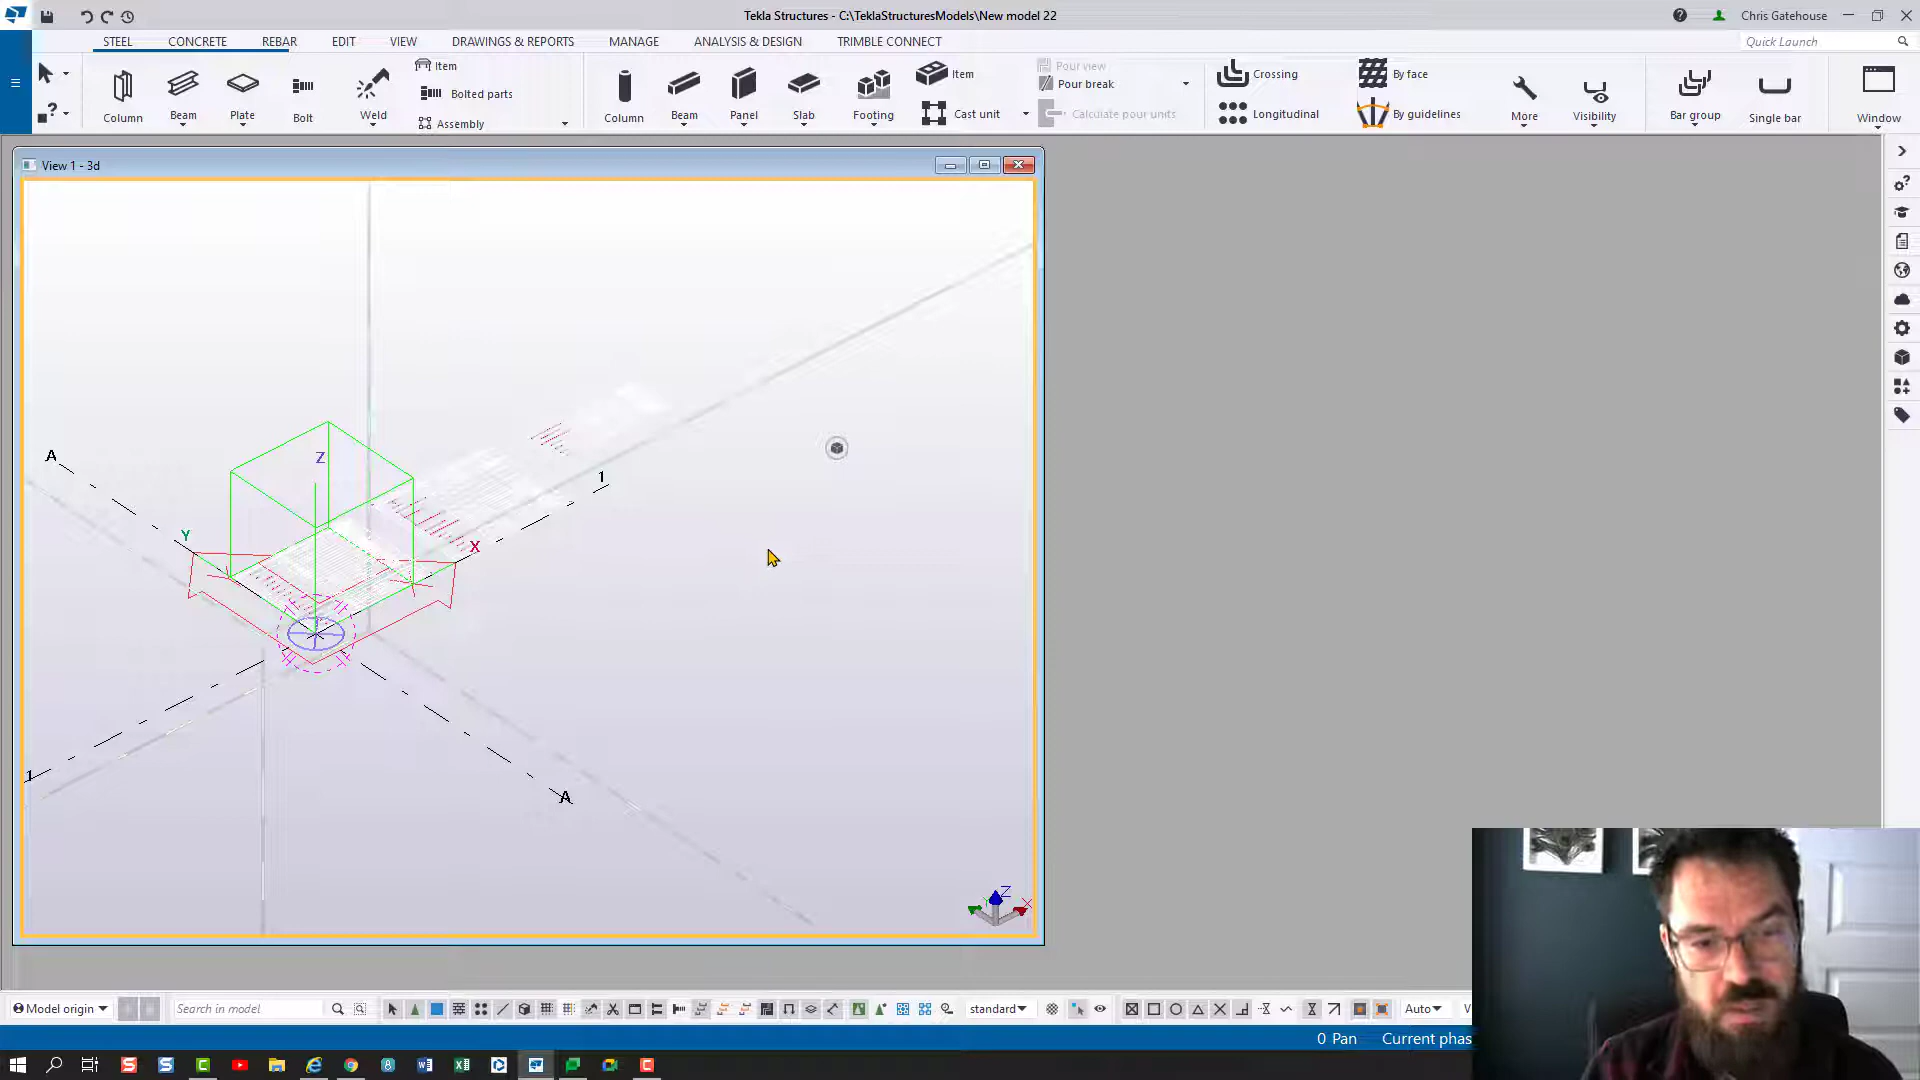 Tekla Structures - C:\TeklaStructuresModels\New model 22
Chris Gatehouse
STEEL CONCRETE REBAR EDIT VIEW DRAWINGS & REPORTS MANAGE ANALYSIS & DESIGN TRIMBLE CONNECT
Quick Launch
Column
Beam
Plate
Bolt
Weld
Item
Bolted parts
Assembly
Column
Beam
Panel
Slab
Footing
Item
Cast unit
Pour view
Pour break
Calculate pour units
Crossing
Longitudinal
By face
By guidelines
More
Visibility
Bar group
Single bar
Window
View 1 - 3d
A
Z
1
Y
X
1
A
Z
X
Model origin
Search in model
standard
Auto
0 Pan
Current phas